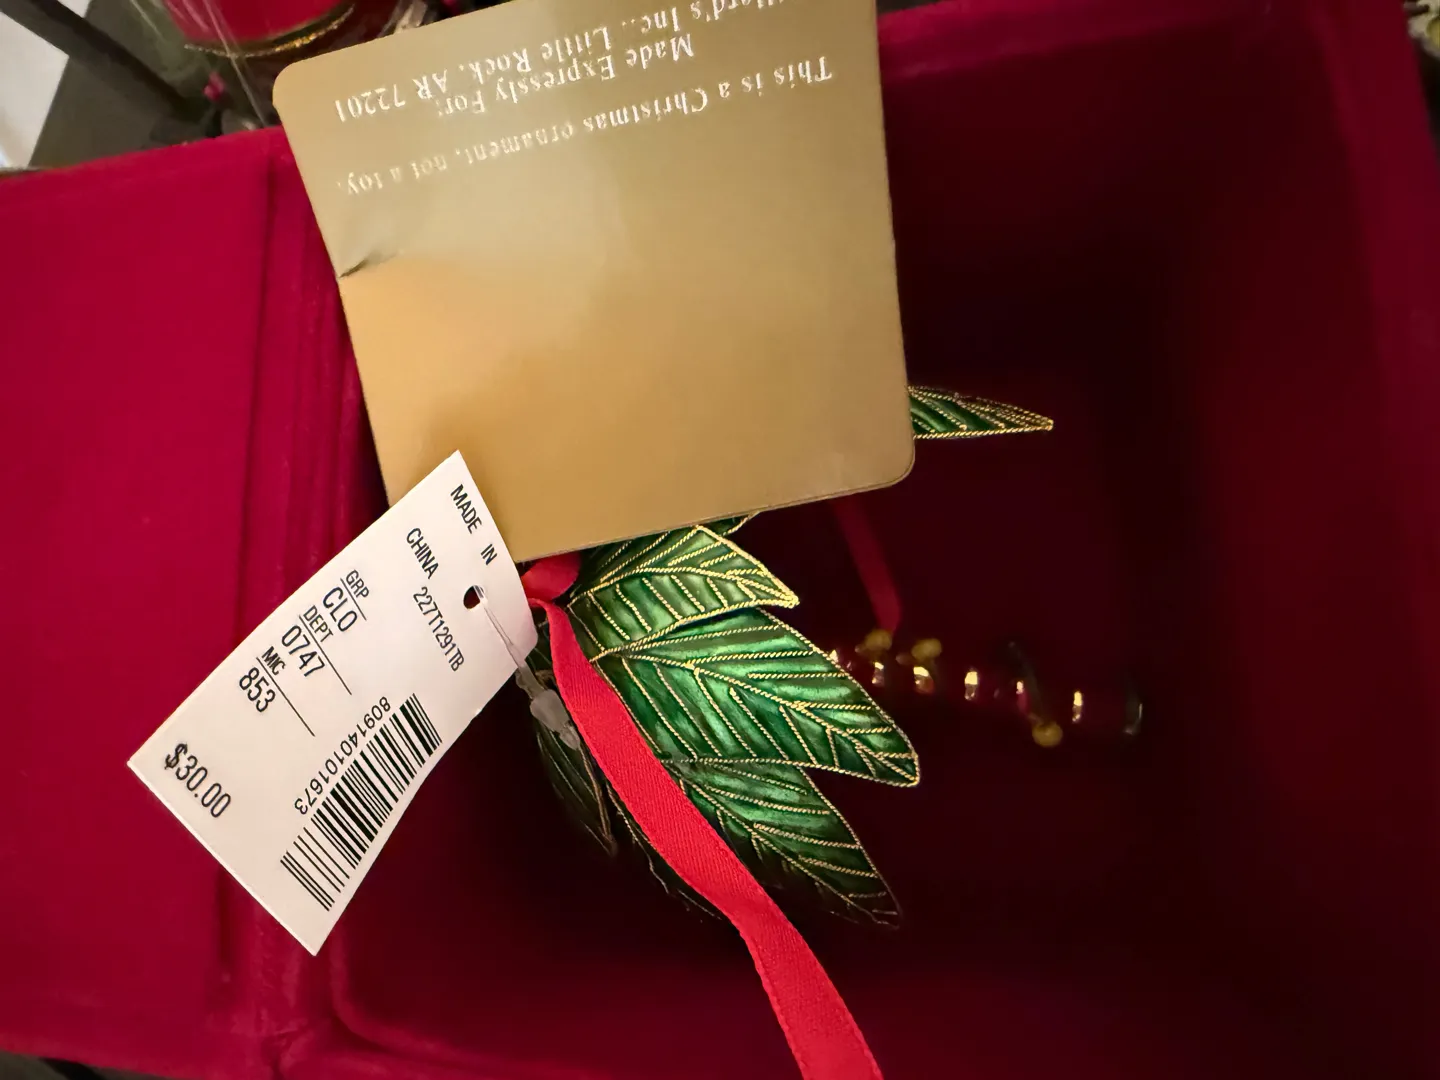 This is a Christmas ornament, not a toy.
Made Expressly For:
llard's Inc., Little Rock, AR 72201
MADE IN
CHINA 227T1291TB
GRP
CLO
DEPT
0747
MIC
853
809140101673
$30.00